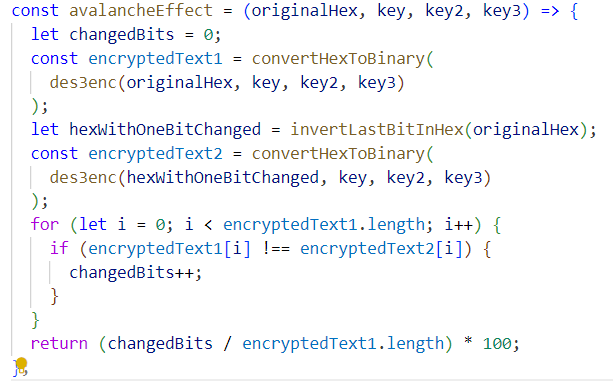 const avalancheEffect = (originalHex, key, key2, key3) => {
  let changedBits = 0;
  const encryptedText1 = convertHexToBinary(
    des3enc(originalHex, key, key2, key3)
  );
  let hexWithOneBitChanged = invertLastBitInHex(originalHex);
  const encryptedText2 = convertHexToBinary(
    des3enc(hexWithOneBitChanged, key, key2, key3)
  );
  for (let i = 0; i < encryptedText1.length; i++) {
    if (encryptedText1[i] !== encryptedText2[i]) {
      changedBits++;
    }
  }
  return (changedBits / encryptedText1.length) * 100;
};